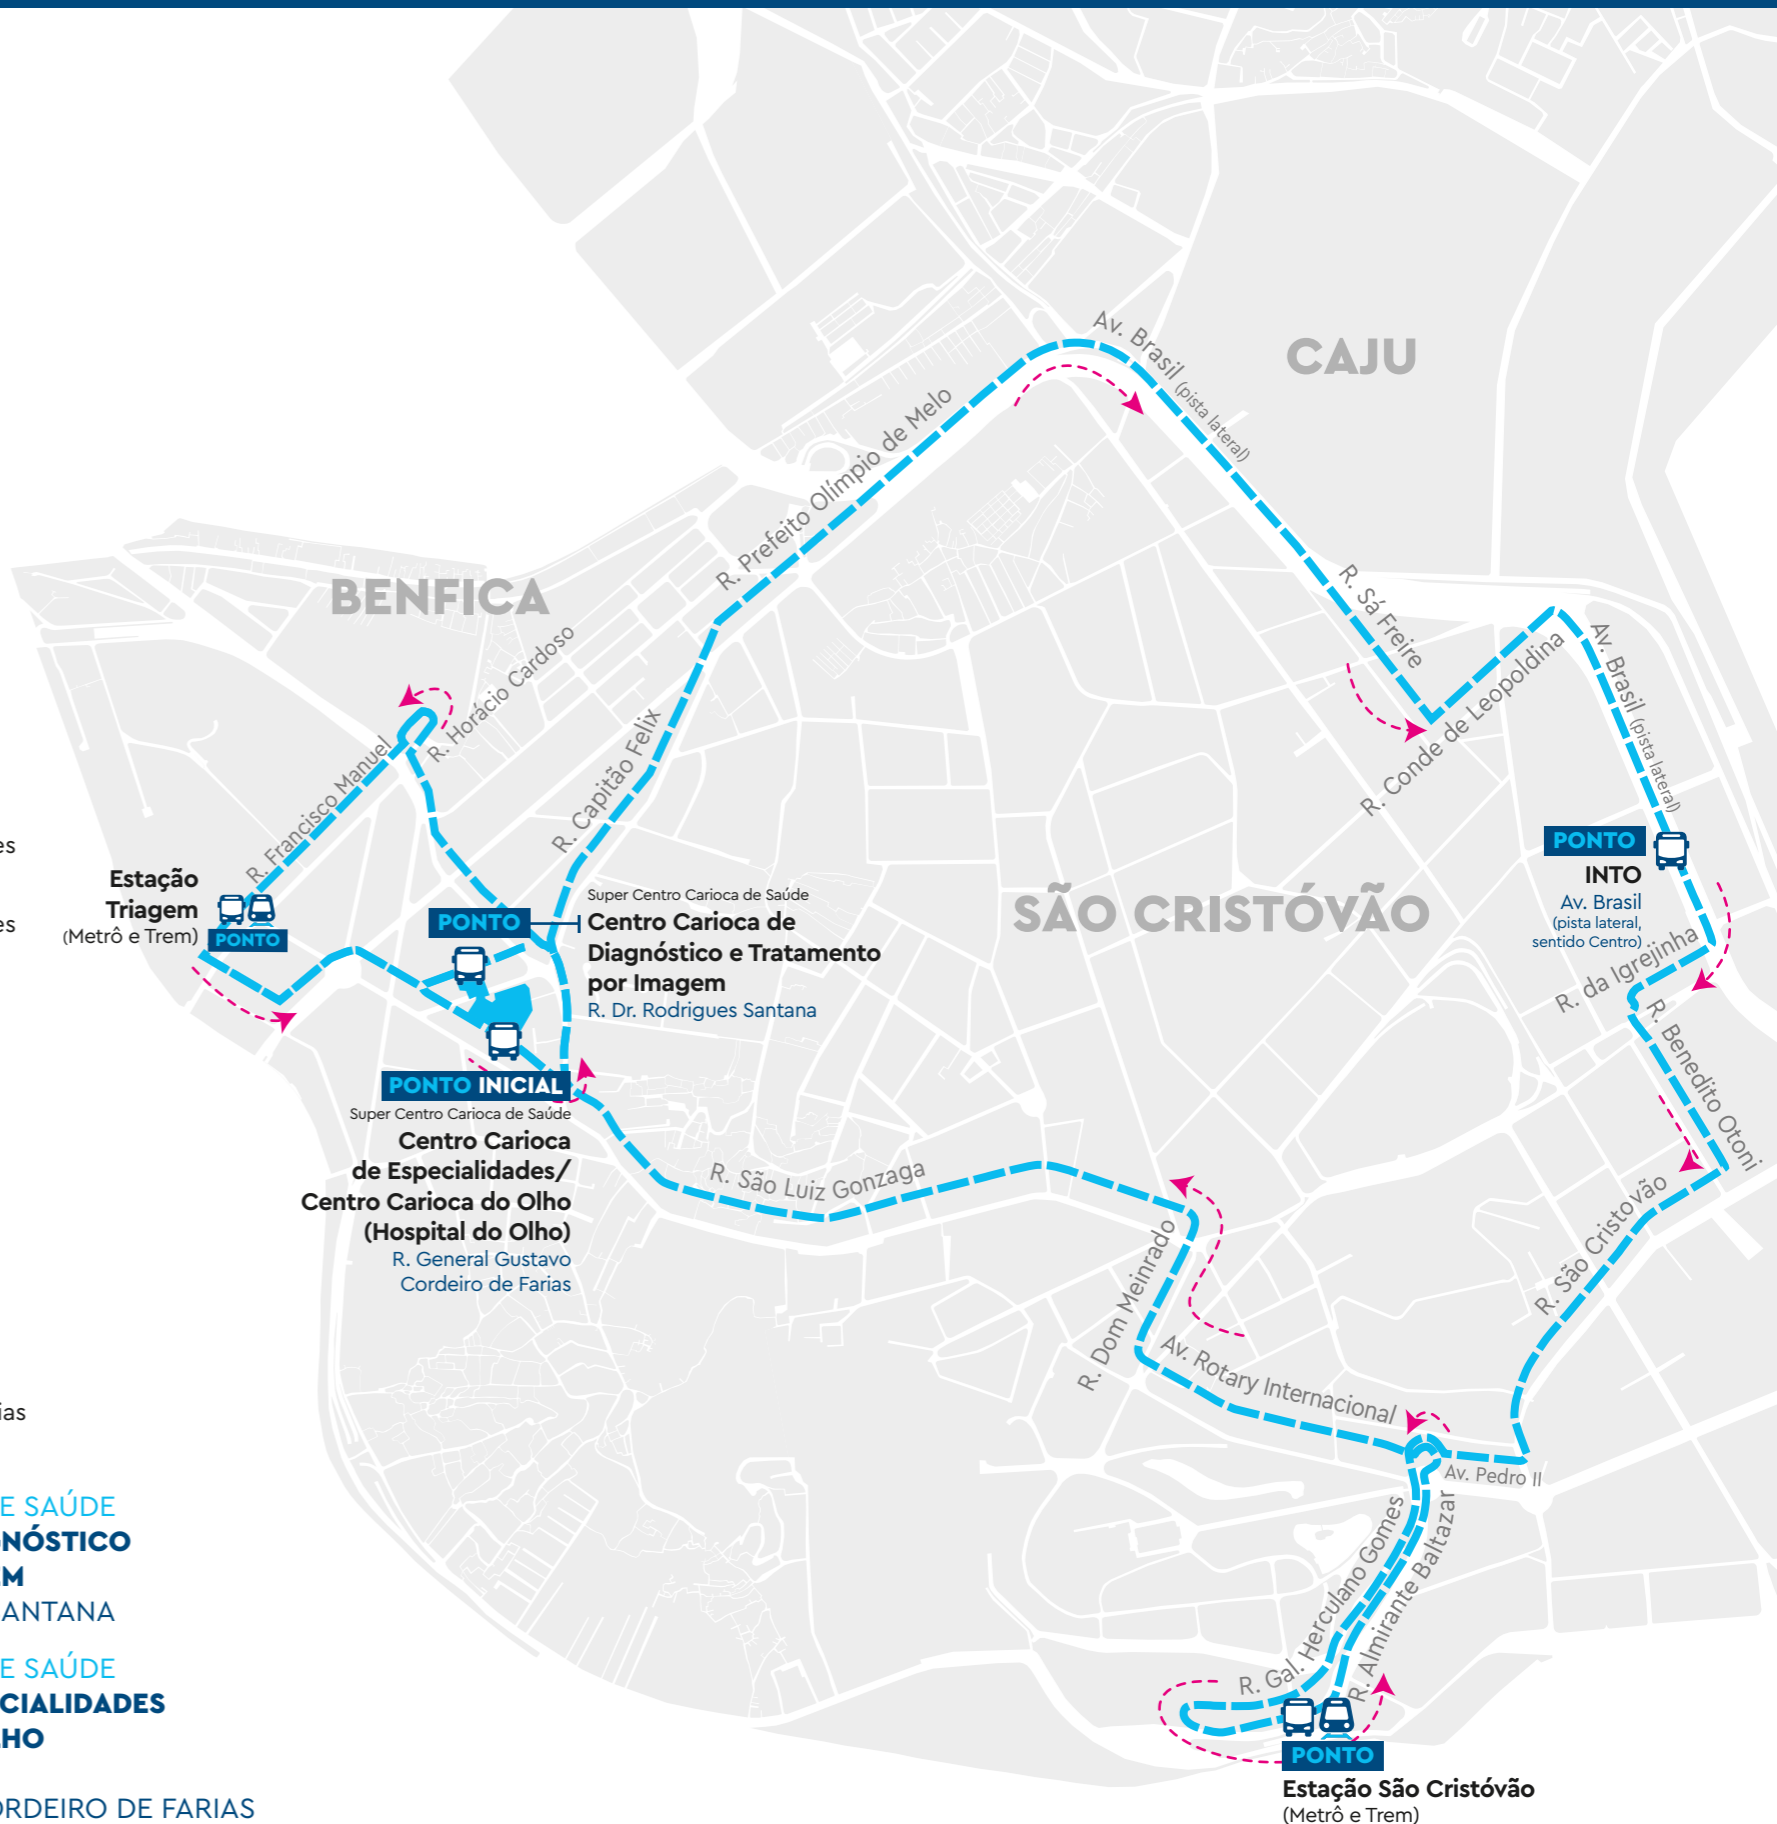 CAJU
Av. Brasil (pista lateral)
R. Prefeito Olímpio de Melo
BENFICA
R. Sá Freire
R. Horácio Cardoso
R. Conde de Leopoldina
Av. Brasil (pista lateral)
R. Francisco Manuel
R. Capitão Felix
es
es
Estação
Triagem
(Metrô e Trem)
PONTO
PONTO
Super Centro Carioca de Saúde
Centro Carioca de
Diagnóstico e Tratamento
por Imagem
R. Dr. Rodrigues Santana
SÃO CRISTÓVÃO
PONTO
INTO
Av. Brasil
(pista lateral,
sentido Centro)
R. da Igrejinha
R. Benedito Otoni
PONTO INICIAL
Super Centro Carioca de Saúde
Centro Carioca
de Especialidades/
Centro Carioca do Olho
(Hospital do Olho)
R. General Gustavo
Cordeiro de Farias
R. São Luiz Gonzaga
R. São Cristovão
R. Dom Meinrado
Av. Rotary Internacional
Av. Pedro II
R. Gal. Herculano Gomes
R. Almirante Baltazar
PONTO
Estação São Cristóvão
(Metrô e Trem)
ias
E SAÚDE
NÓSTICO
EM
ANTANA
E SAÚDE
CIALIDADES
LHO
ORDEIRO DE FARIAS